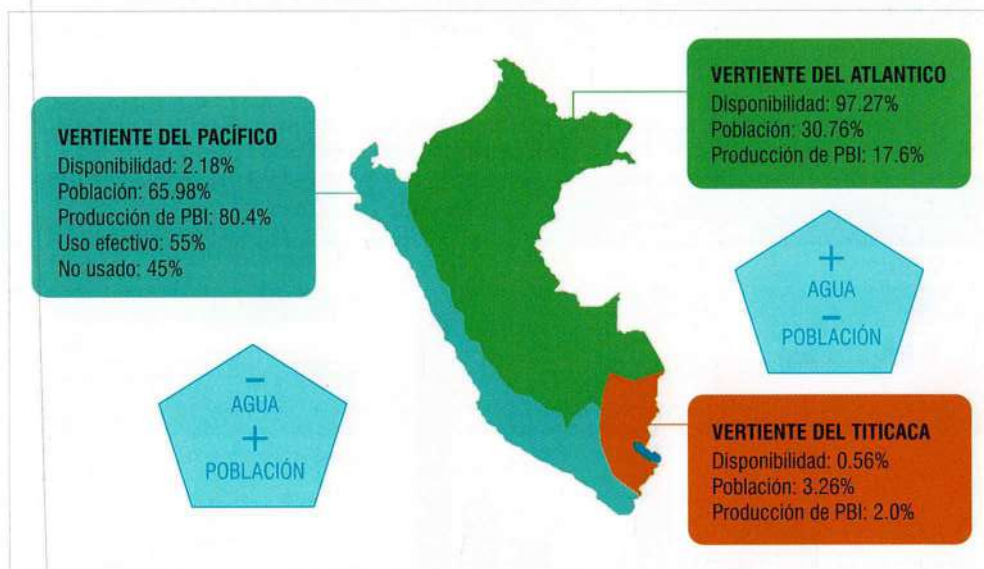 VERTIENTE DEL PACÍFICO
Disponibilidad: 2.18%
Población: 65.98%
Producción de PBI: 80.4%
Uso efectivo: 55%
No usado: 45%
VERTIENTE DEL ATLANTICO
Disponibilidad: 97.27%
Población: 30.76%
Producción de PBI: 17.6%
+
AGUA
−
POBLACIÓN
−
AGUA
+
POBLACIÓN
VERTIENTE DEL TITICACA
Disponibilidad: 0.56%
Población: 3.26%
Producción de PBI: 2.0%